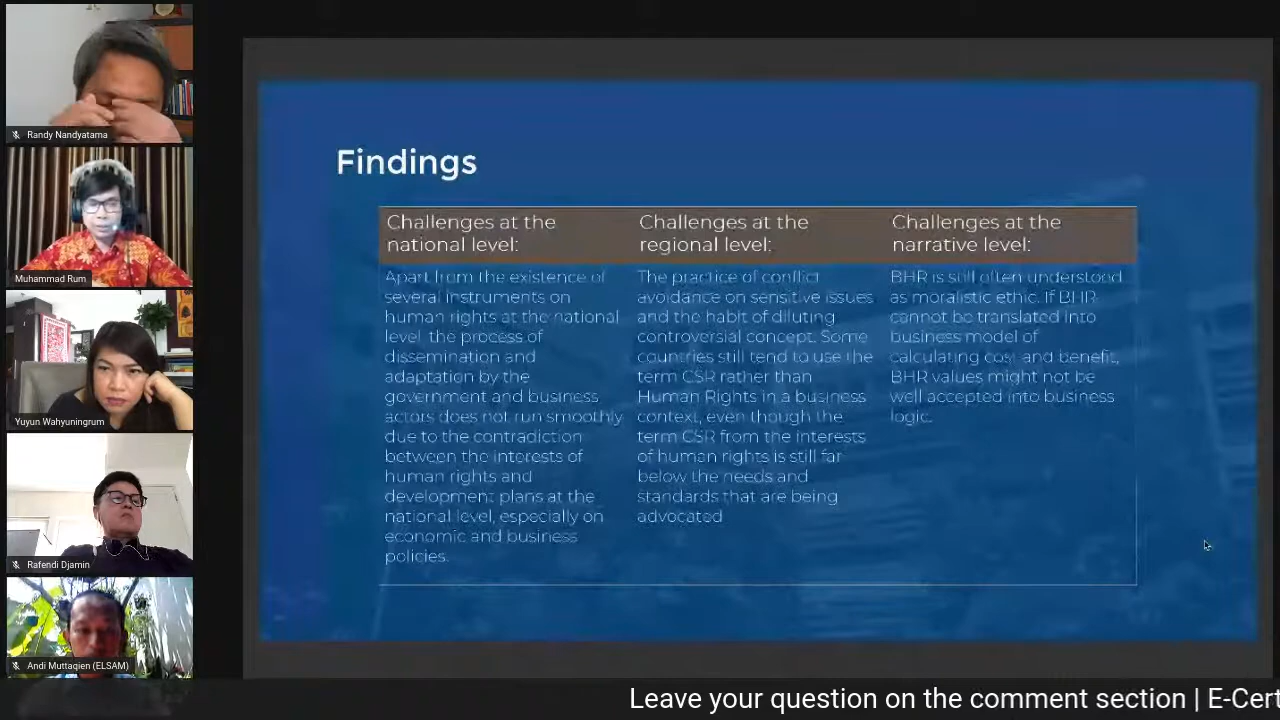 Randy Nandyatama
Muhammad Rum
Yuyun Wahyuningrum
Rafendi Djamin
Andi Muttaqien (ELSAM)
Findings
Challenges at the
national level:
Apart from the existence of
several instruments on
human rights at the national
level, the process of
dissemination and
adaptation by the
government and business
actors does not run smoothly
due to the contradiction
between the interests of
human rights and
development plans at the
national level, especially on
economic and business
policies.
Challenges at the
regional level:
The practice of conflict
avoidance on sensitive issues
and the habit of diluting
controversial concept. Some
countries still tend to use the
term CSR rather than
Human Rights in a business
context, even though the
term CSR from the interests
of human rights is still far
below the needs and
standards that are being
advocated
Challenges at the
narrative level:
BHR is still often understood
as moralistic ethic. If BHR
cannot be translated into
business model of
calculating cost and benefit,
BHR values might not be
well accepted into business
logic.
Leave your question on the comment section | E-Cert